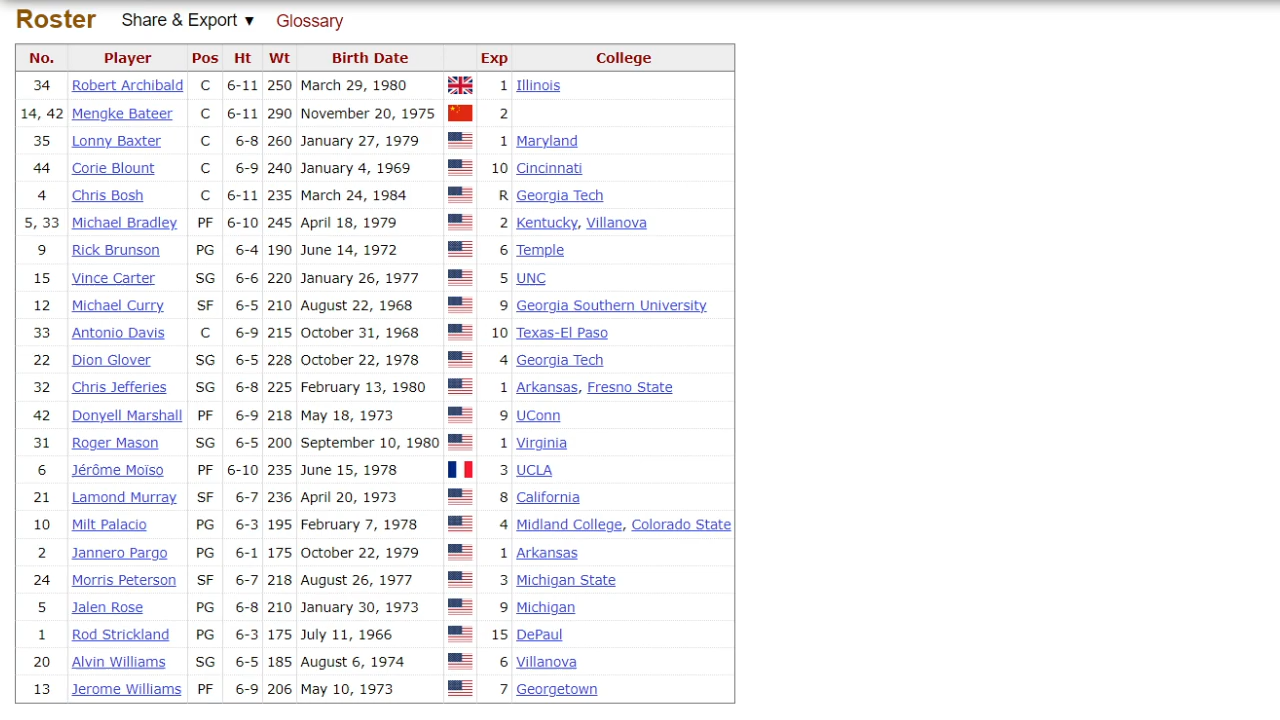 Roster Share & Export ▼ Glossary
No. Player Pos Ht Wt Birth Date Exp College
34 Robert Archibald C 6-11 250 March 29, 1980 1 Illinois
14, 42 Mengke Bateer C 6-11 290 November 20, 1975 2
35 Lonny Baxter C 6-8 260 January 27, 1979 1 Maryland
44 Corie Blount C 6-9 240 January 4, 1969 10 Cincinnati
4 Chris Bosh C 6-11 235 March 24, 1984 R Georgia Tech
5, 33 Michael Bradley PF 6-10 245 April 18, 1979 2 Kentucky, Villanova
9 Rick Brunson PG 6-4 190 June 14, 1972 6 Temple
15 Vince Carter SG 6-6 220 January 26, 1977 5 UNC
12 Michael Curry SF 6-5 210 August 22, 1968 9 Georgia Southern University
33 Antonio Davis C 6-9 215 October 31, 1968 10 Texas-El Paso
22 Dion Glover SG 6-5 228 October 22, 1978 4 Georgia Tech
32 Chris Jefferies SG 6-8 225 February 13, 1980 1 Arkansas, Fresno State
42 Donyell Marshall PF 6-9 218 May 18, 1973 9 UConn
31 Roger Mason SG 6-5 200 September 10, 1980 1 Virginia
6 Jérôme Moïso PF 6-10 235 June 15, 1978 3 UCLA
21 Lamond Murray SF 6-7 236 April 20, 1973 8 California
10 Milt Palacio PG 6-3 195 February 7, 1978 4 Midland College, Colorado State
2 Jannero Pargo PG 6-1 175 October 22, 1979 1 Arkansas
24 Morris Peterson SF 6-7 218 August 26, 1977 3 Michigan State
5 Jalen Rose PG 6-8 210 January 30, 1973 9 Michigan
1 Rod Strickland PG 6-3 175 July 11, 1966 15 DePaul
20 Alvin Williams SG 6-5 185 August 6, 1974 6 Villanova
13 Jerome Williams PF 6-9 206 May 10, 1973 7 Georgetown